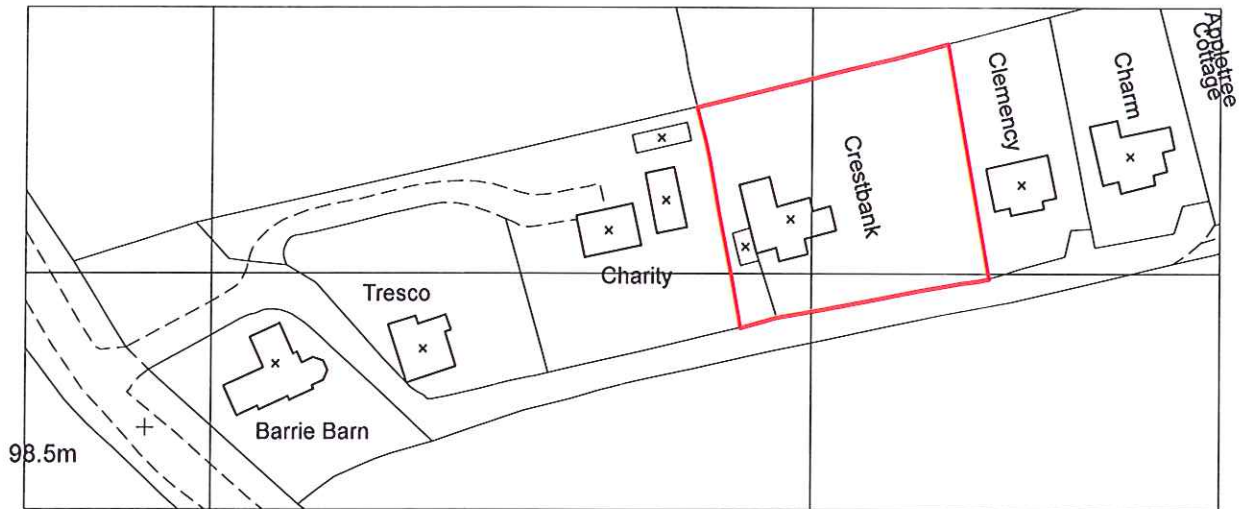 Appletree
Cottage
Charm
Clemency
Crestbank
Charity
Tresco
Barrie Barn
98.5m